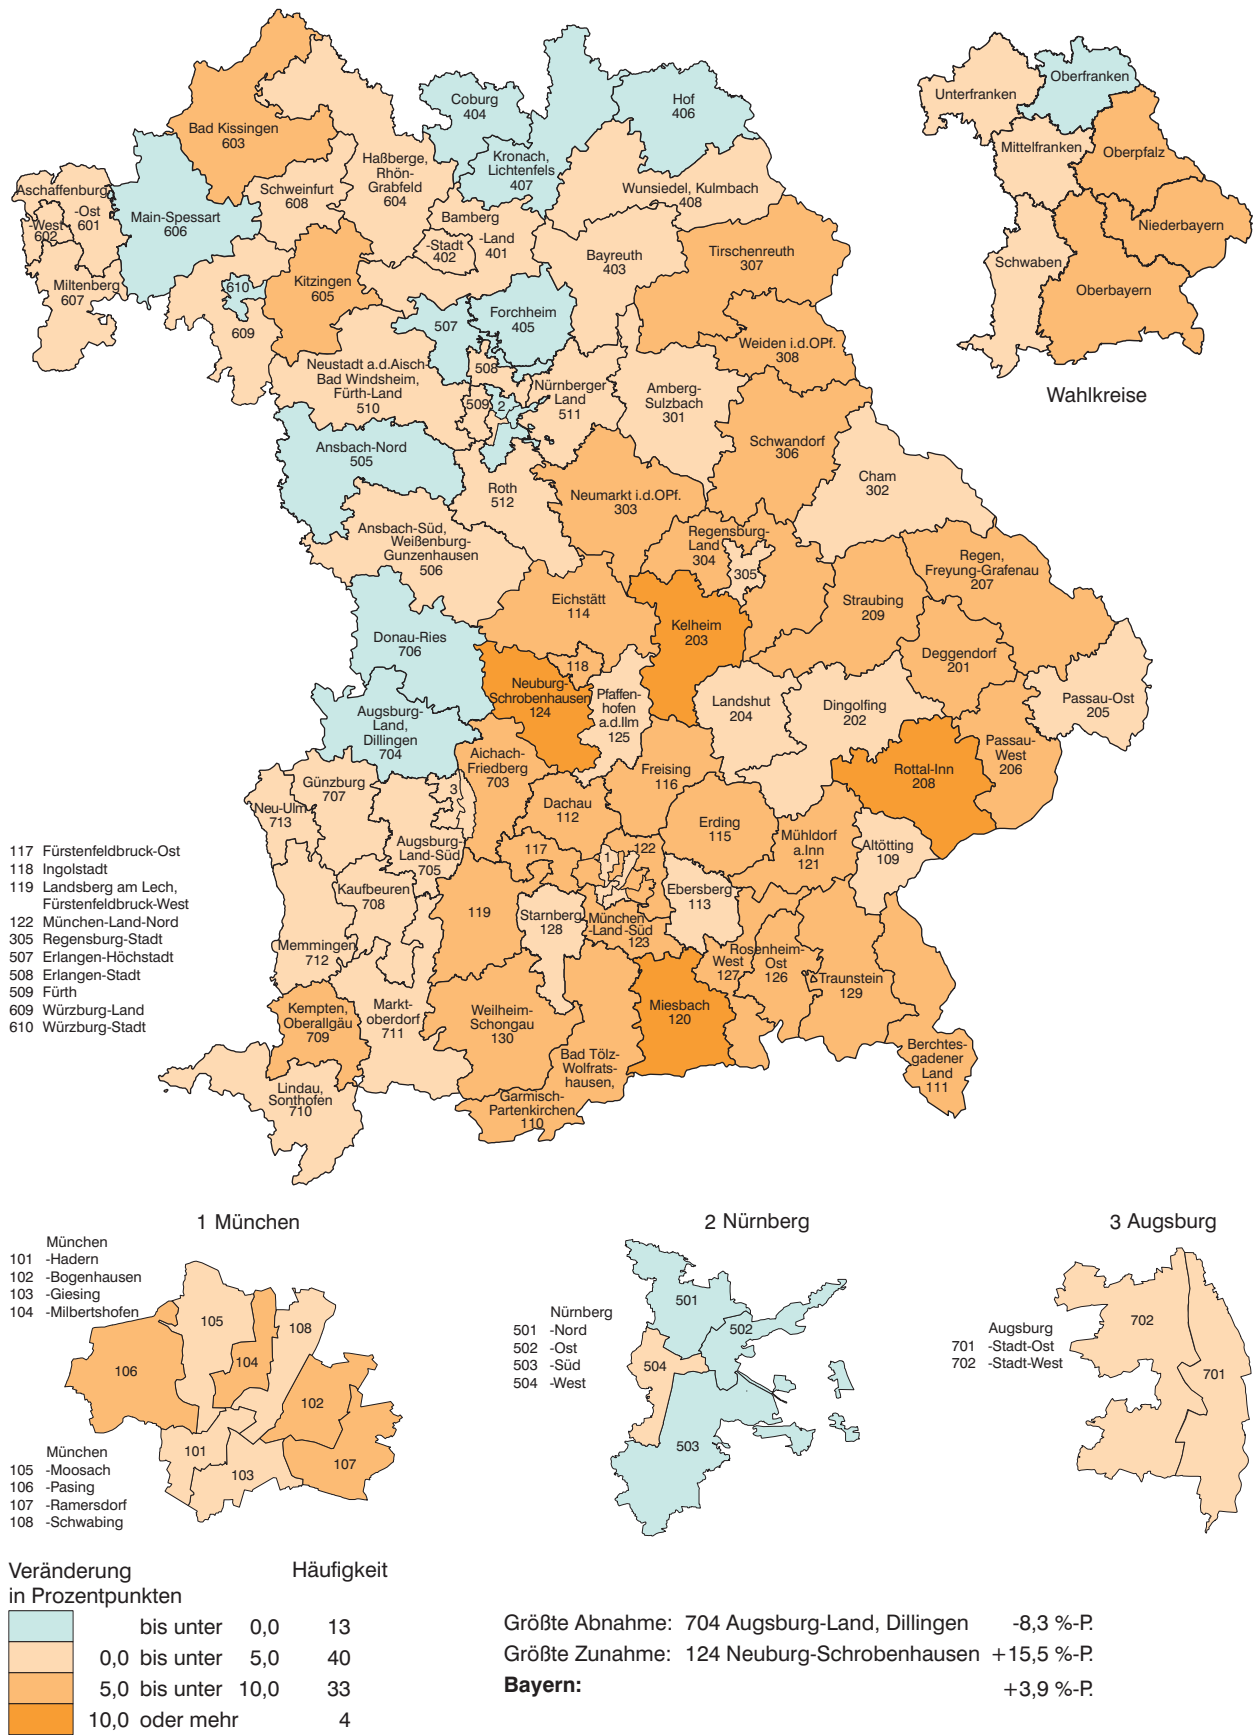 Coburg
404
Hof
406
Bad Kissingen
603
Kronach,
Lichtenfels
407
Haßberge,
Rhön-
Grabfeld
604
Wunsiedel, Kulmbach
408
Schweinfurt
608
Aschaffenburg
-West
602
-Ost
601
Main-Spessart
606
Bamberg
-Stadt
402
-Land
401
Bayreuth
403
Tirschenreuth
307
Miltenberg
607
610
Kitzingen
605
609
507
Forchheim
405
Weiden i.d.OPf.
308
508
Neustadt a.d.Aisch
Bad Windsheim,
Fürth-Land
510
509
2
Nürnberger
Land
511
Amberg-
Sulzbach
301
Schwandorf
306
Ansbach-Nord
505
Cham
302
Roth
512
Neumarkt i.d.OPf.
303
Ansbach-Süd,
Weißenburg-
Gunzenhausen
506
Regensburg-
Land
304
305
Regen,
Freyung-Grafenau
207
Eichstätt
114
Straubing
209
Kelheim
203
Donau-Ries
706
Deggendorf
201
118
Neuburg-
Schrobenhausen
124
Pfaffen-
hofen
a.d.Ilm
125
Landshut
204
Dingolfing
202
Passau-Ost
205
Augsburg-
Land,
Dillingen
704
Passau-
West
206
Aichach-
Friedberg
703
Freising
116
Rottal-Inn
208
Günzburg
707
3
Neu-Ulm
713
Dachau
112
Erding
115
Mühldorf
a.Inn
121
Altötting
109
Augsburg-
Land-Süd
705
117
1
122
Kaufbeuren
708
Ebersberg
113
119
Starnberg
128
München
-Land-Süd
123
Memmingen
712
Rosenheim-
West
127
Ost
126
Traunstein
129
Miesbach
120
Kempten,
Oberallgäu
709
Markt-
oberdorf
711
Weilheim-
Schongau
130
Bad Tölz-
Wolfrats-
hausen,
Garmisch-
Partenkirchen
110
Berchtes-
gadener
Land
111
Lindau,
Sonthofen
710
Oberfranken
Unterfranken
Mittelfranken
Oberpfalz
Niederbayern
Schwaben
Oberbayern
Wahlkreise
117 Fürstenfeldbruck-Ost
118 Ingolstadt
119 Landsberg am Lech,
Fürstenfeldbruck-West
122 München-Land-Nord
305 Regensburg-Stadt
507 Erlangen-Höchstadt
508 Erlangen-Stadt
509 Fürth
609 Würzburg-Land
610 Würzburg-Stadt
1 München
München
101 -Hadern
102 -Bogenhausen
103 -Giesing
104 -Milbertshofen
105
108
104
106
102
101
103
107
München
105 -Moosach
106 -Pasing
107 -Ramersdorf
108 -Schwabing
2 Nürnberg
Nürnberg
501 -Nord
502 -Ost
503 -Süd
504 -West
501
502
504
503
3 Augsburg
Augsburg
701 -Stadt-Ost
702 -Stadt-West
702
701
Veränderung Häufigkeit
in Prozentpunkten
bis unter 0,0 13
0,0 bis unter 5,0 40
5,0 bis unter 10,0 33
10,0 oder mehr 4
Größte Abnahme: 704 Augsburg-Land, Dillingen -8,3 %-P.
Größte Zunahme: 124 Neuburg-Schrobenhausen +15,5 %-P.
Bayern: +3,9 %-P.